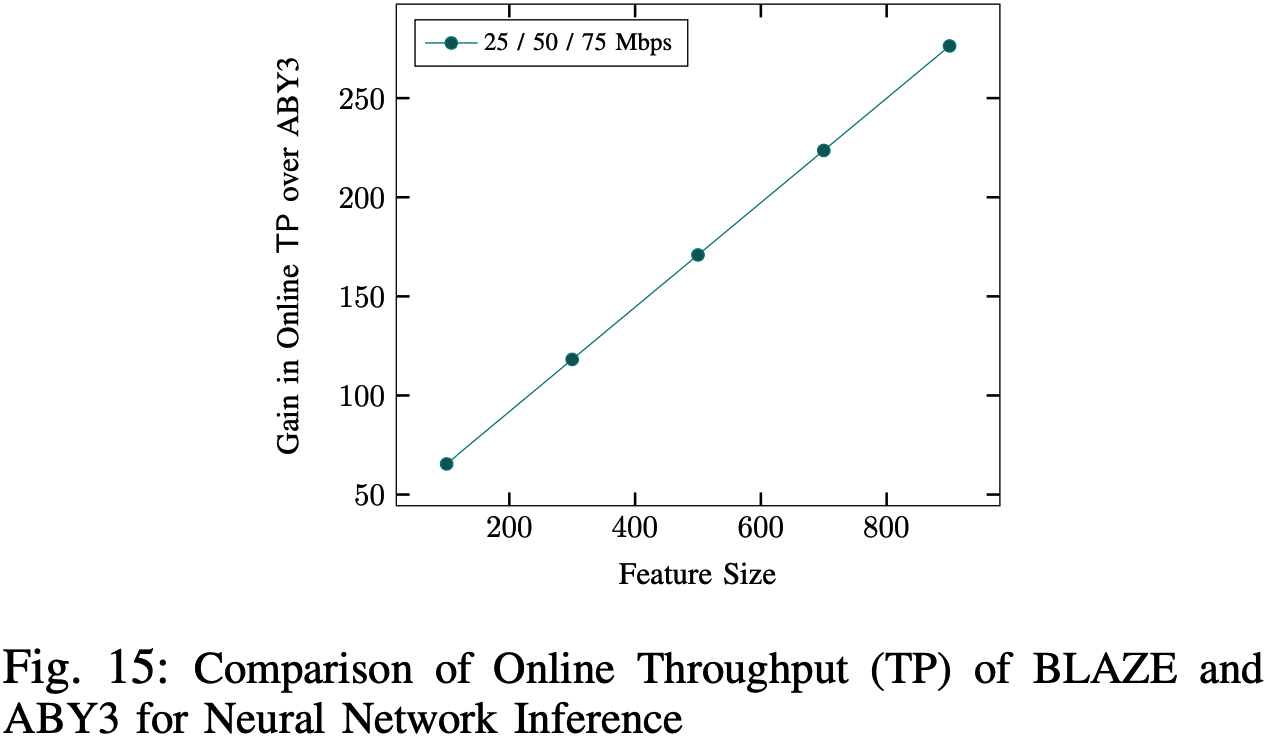 25 / 50 / 75 Mbps
Gain in Online TP over ABY3
250
200
150
100
50
200 400 600 800
Feature Size
Fig. 15: Comparison of Online Throughput (TP) of BLAZE and
ABY3 for Neural Network Inference